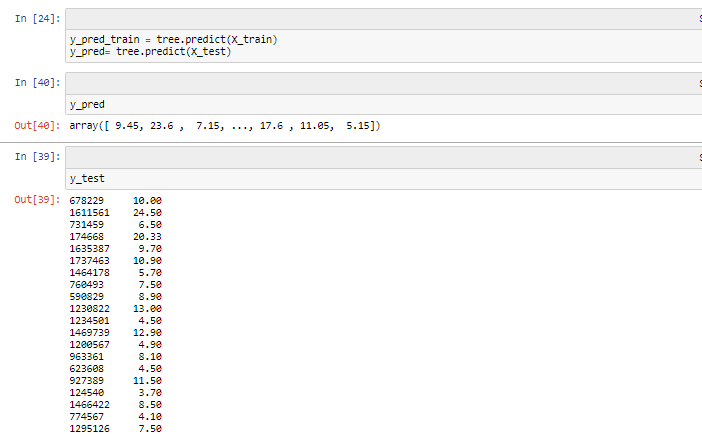 In [24]:
y_pred_train = tree.predict(X_train)
y_pred= tree.predict(X_test)
In [40]:
y_pred
Out[40]: array([ 9.45, 23.6 ,  7.15, ..., 17.6 , 11.05,  5.15])
In [39]:
y_test
Out[39]: 678229     10.00
1611561    24.50
731459      6.50
174668     20.33
1635387     9.70
1737463    10.90
1464178     5.70
760493      7.50
590829      8.90
1230822    13.00
1234501     4.50
1469739    12.90
1200567     4.90
963361      8.10
623608      4.50
927389     11.50
124540      3.70
1466422     8.50
774567      4.10
1295126     7.50